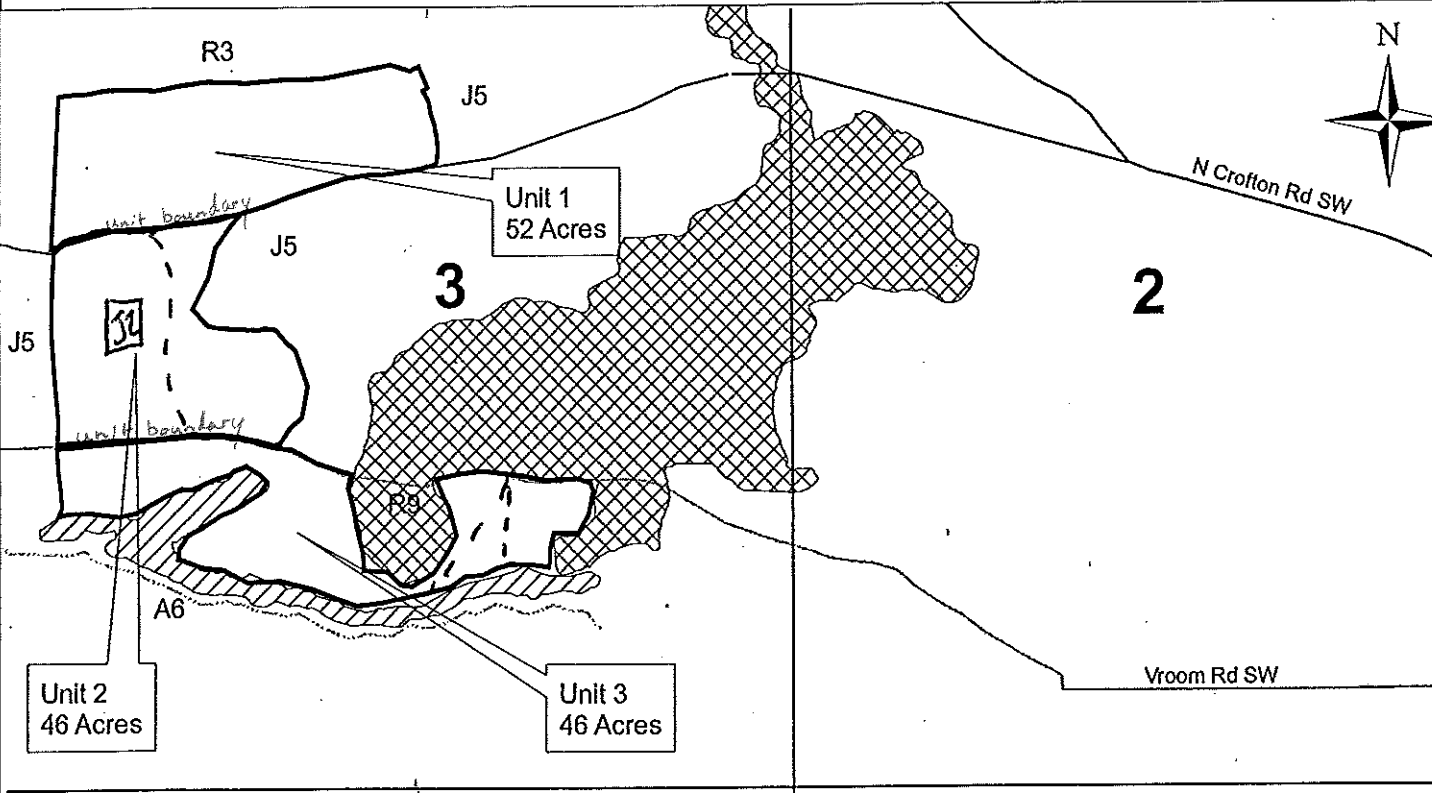 R3
N
J5
N Crofton Rd SW
Unit 1
52 Acres
unit boundary
J5
3
2
J5
unit boundary
R9
A6
Unit 2
46 Acres
Unit 3
46 Acres
Vroom Rd SW